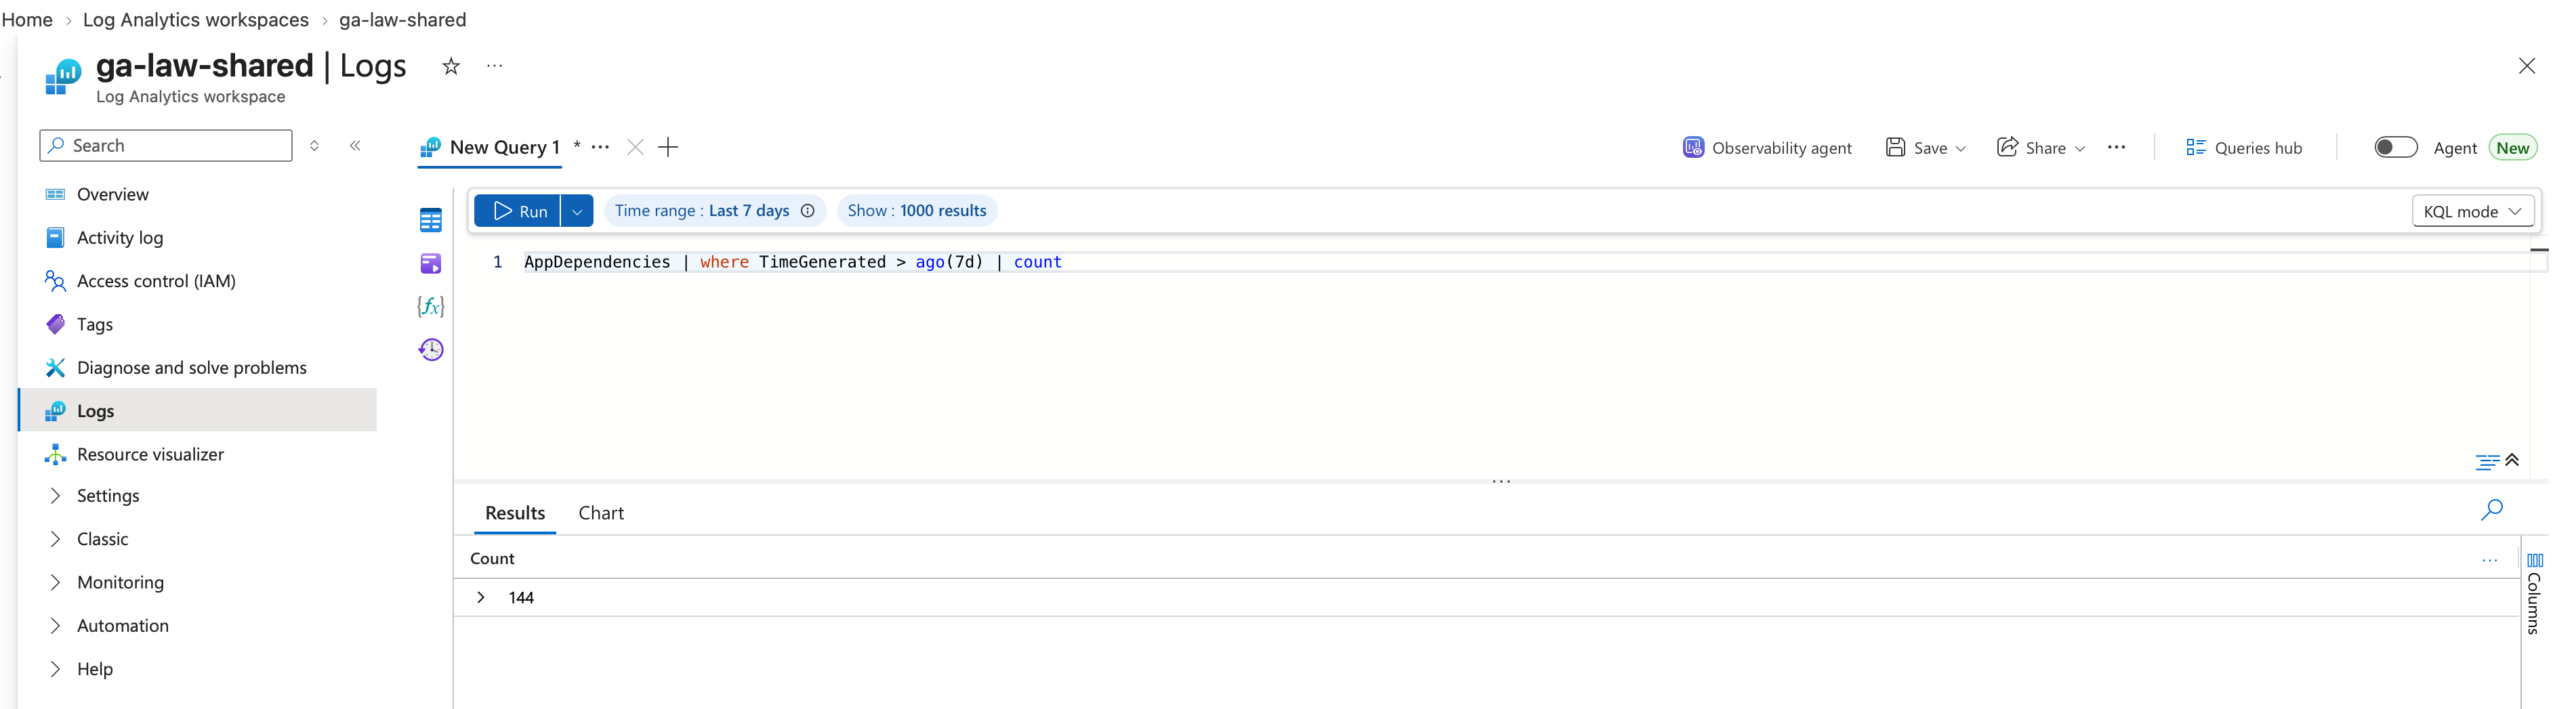 Home > Log Analytics workspaces > ga-law-shared
ga-law-shared | Logs
Log Analytics workspace
Search
Overview
Activity log
Access control (IAM)
Tags
Diagnose and solve problems
Logs
Resource visualizer
Settings
Classic
Monitoring
Automation
Help
New Query 1 *
Observability agent
Save
Share
Queries hub
Agent New
Run
Time range : Last 7 days
Show : 1000 results
KQL mode
1 AppDependencies | where TimeGenerated > ago(7d) | count
{fx}
Results Chart
Count
144
Columns